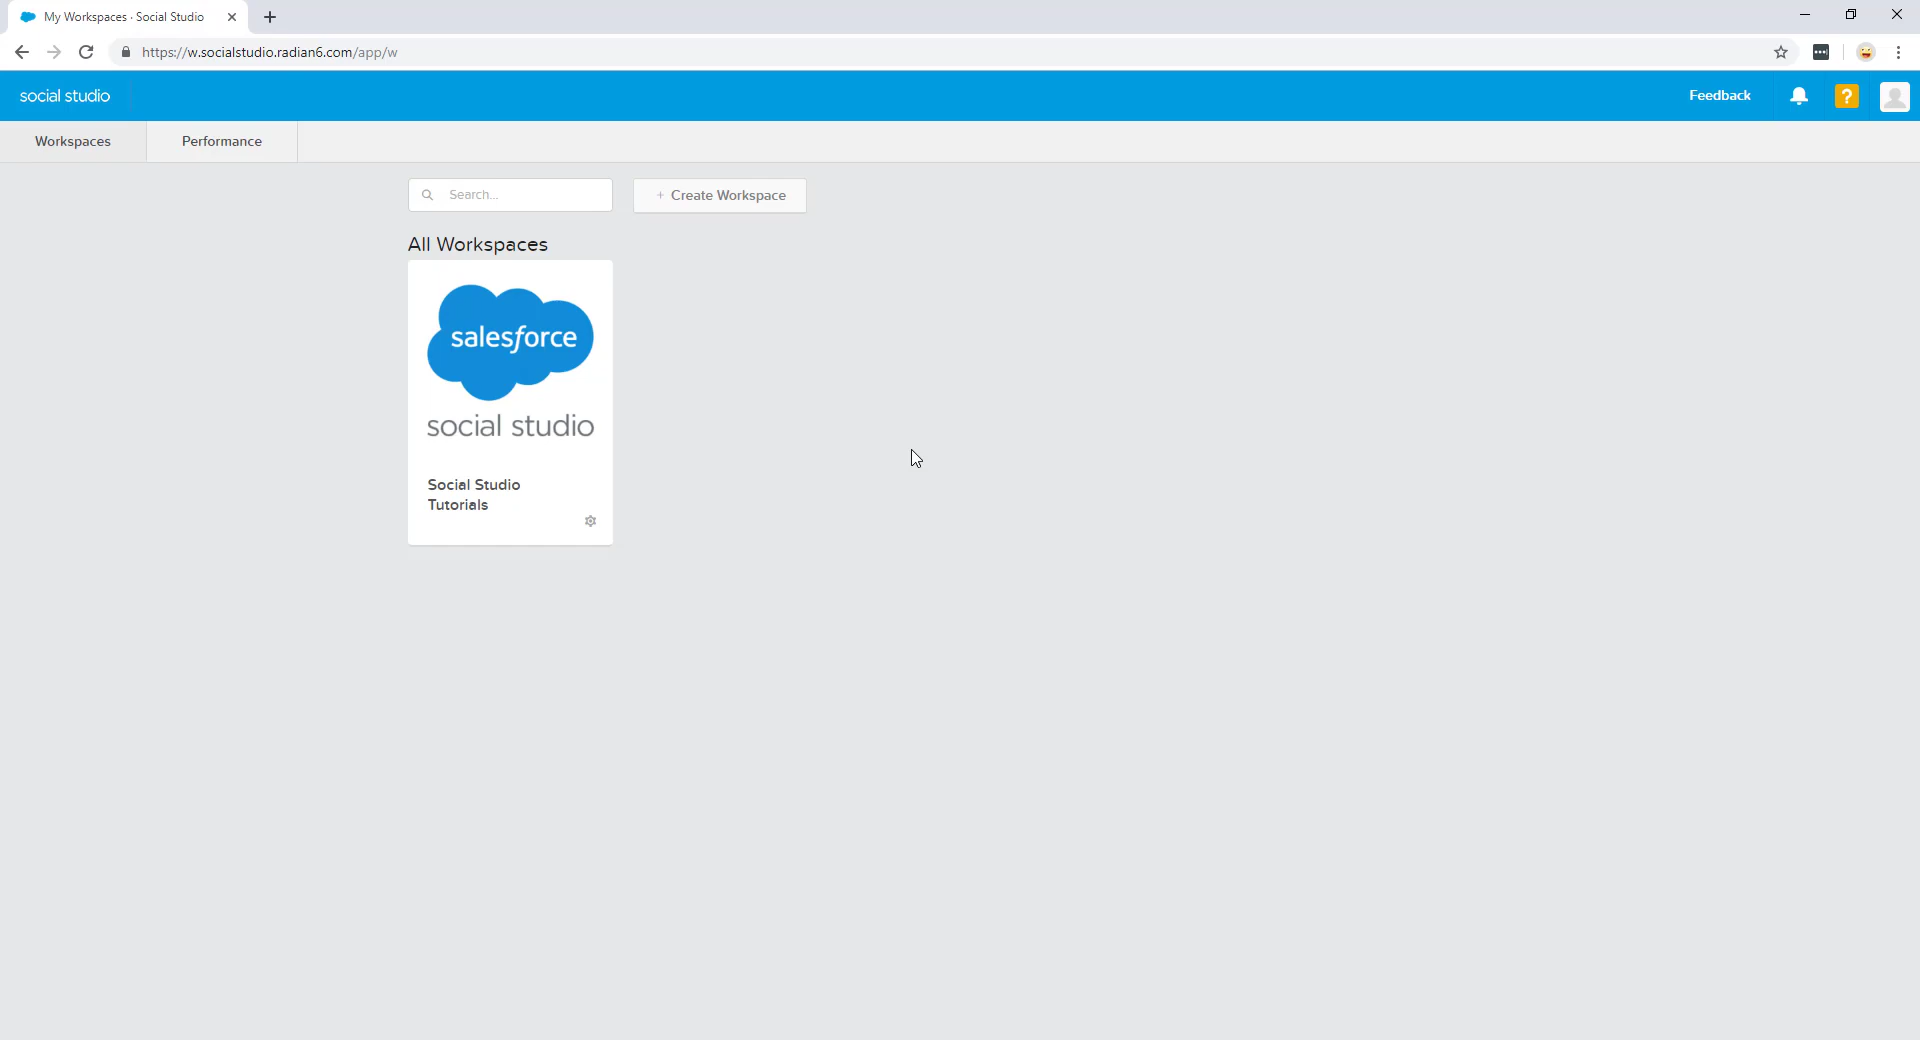 My Workspaces · Social Studio
https://w.socialstudio.radian6.com/app/w
social studio
Feedback
?
Workspaces
Performance
Search...
+ Create Workspace
All Workspaces
salesforce
social studio
Social Studio
Tutorials